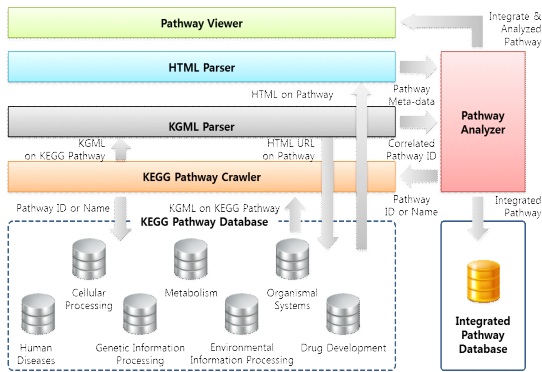 Pathway Viewer
Integrate &
Analyzed
Pathway
HTML Parser
HTML on Pathway
Pathway
Meta-data
KGML Parser
Pathway
Analyzer
KGML
on KEGG Pathway
HTML URL
on Pathway
Correlated
Pathway ID
KEGG Pathway Crawler
Pathway ID or Name
KGML on KEGG Pathway
Pathway
ID or Name
Integrated
Pathway
KEGG Pathway Database
Cellular
Processing
Metabolism
Organismal
Systems
Human
Diseases
Genetic Information
Processing
Environmental
Information Processing
Drug Development
Integrated
Pathway
Database